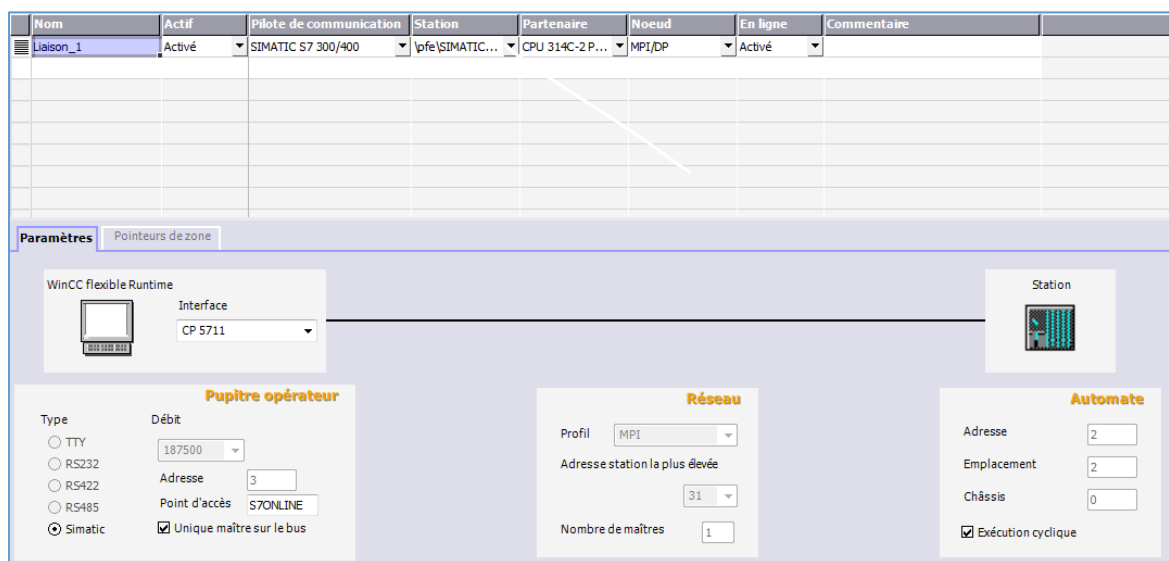 Nom Actif Pilote de communication Station Partenaire Noeud En ligne Commentaire
Liaison_1 Activé SIMATIC S7 300/400 \pfe\SIMATIC... CPU 314C-2 P... MPI/DP Activé
Paramètres Pointeurs de zone
WinCC flexible Runtime
Interface
CP 5711
Station
Pupitre opérateur
Type Débit
TTY
187500
RS232
RS422
Adresse 3
RS485
Point d'accès S7ONLINE
Simatic Unique maître sur le bus
Réseau
Profil MPI
Adresse station la plus élevée
31
Nombre de maîtres 1
Automate
Adresse 2
Emplacement 2
Châssis 0
Exécution cyclique